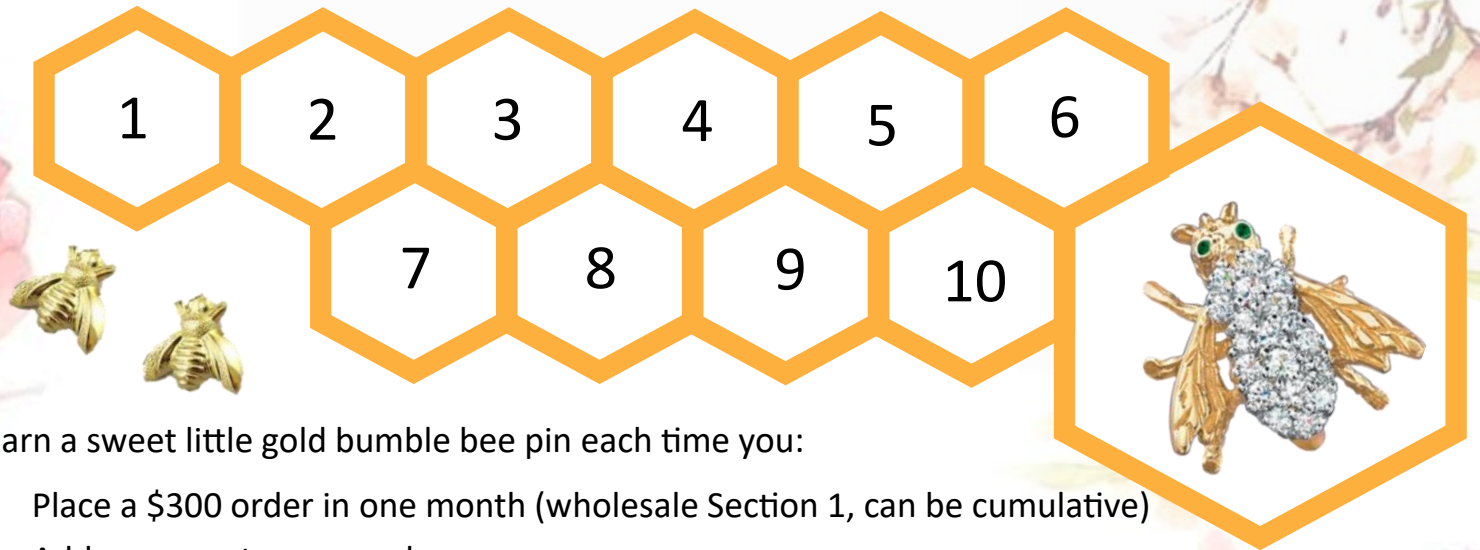 1 2 3 4 5 6
7 8 9 10
arn a sweet little gold bumble bee pin each time you:
Place a $300 order in one month (wholesale Section 1, can be cumulative)